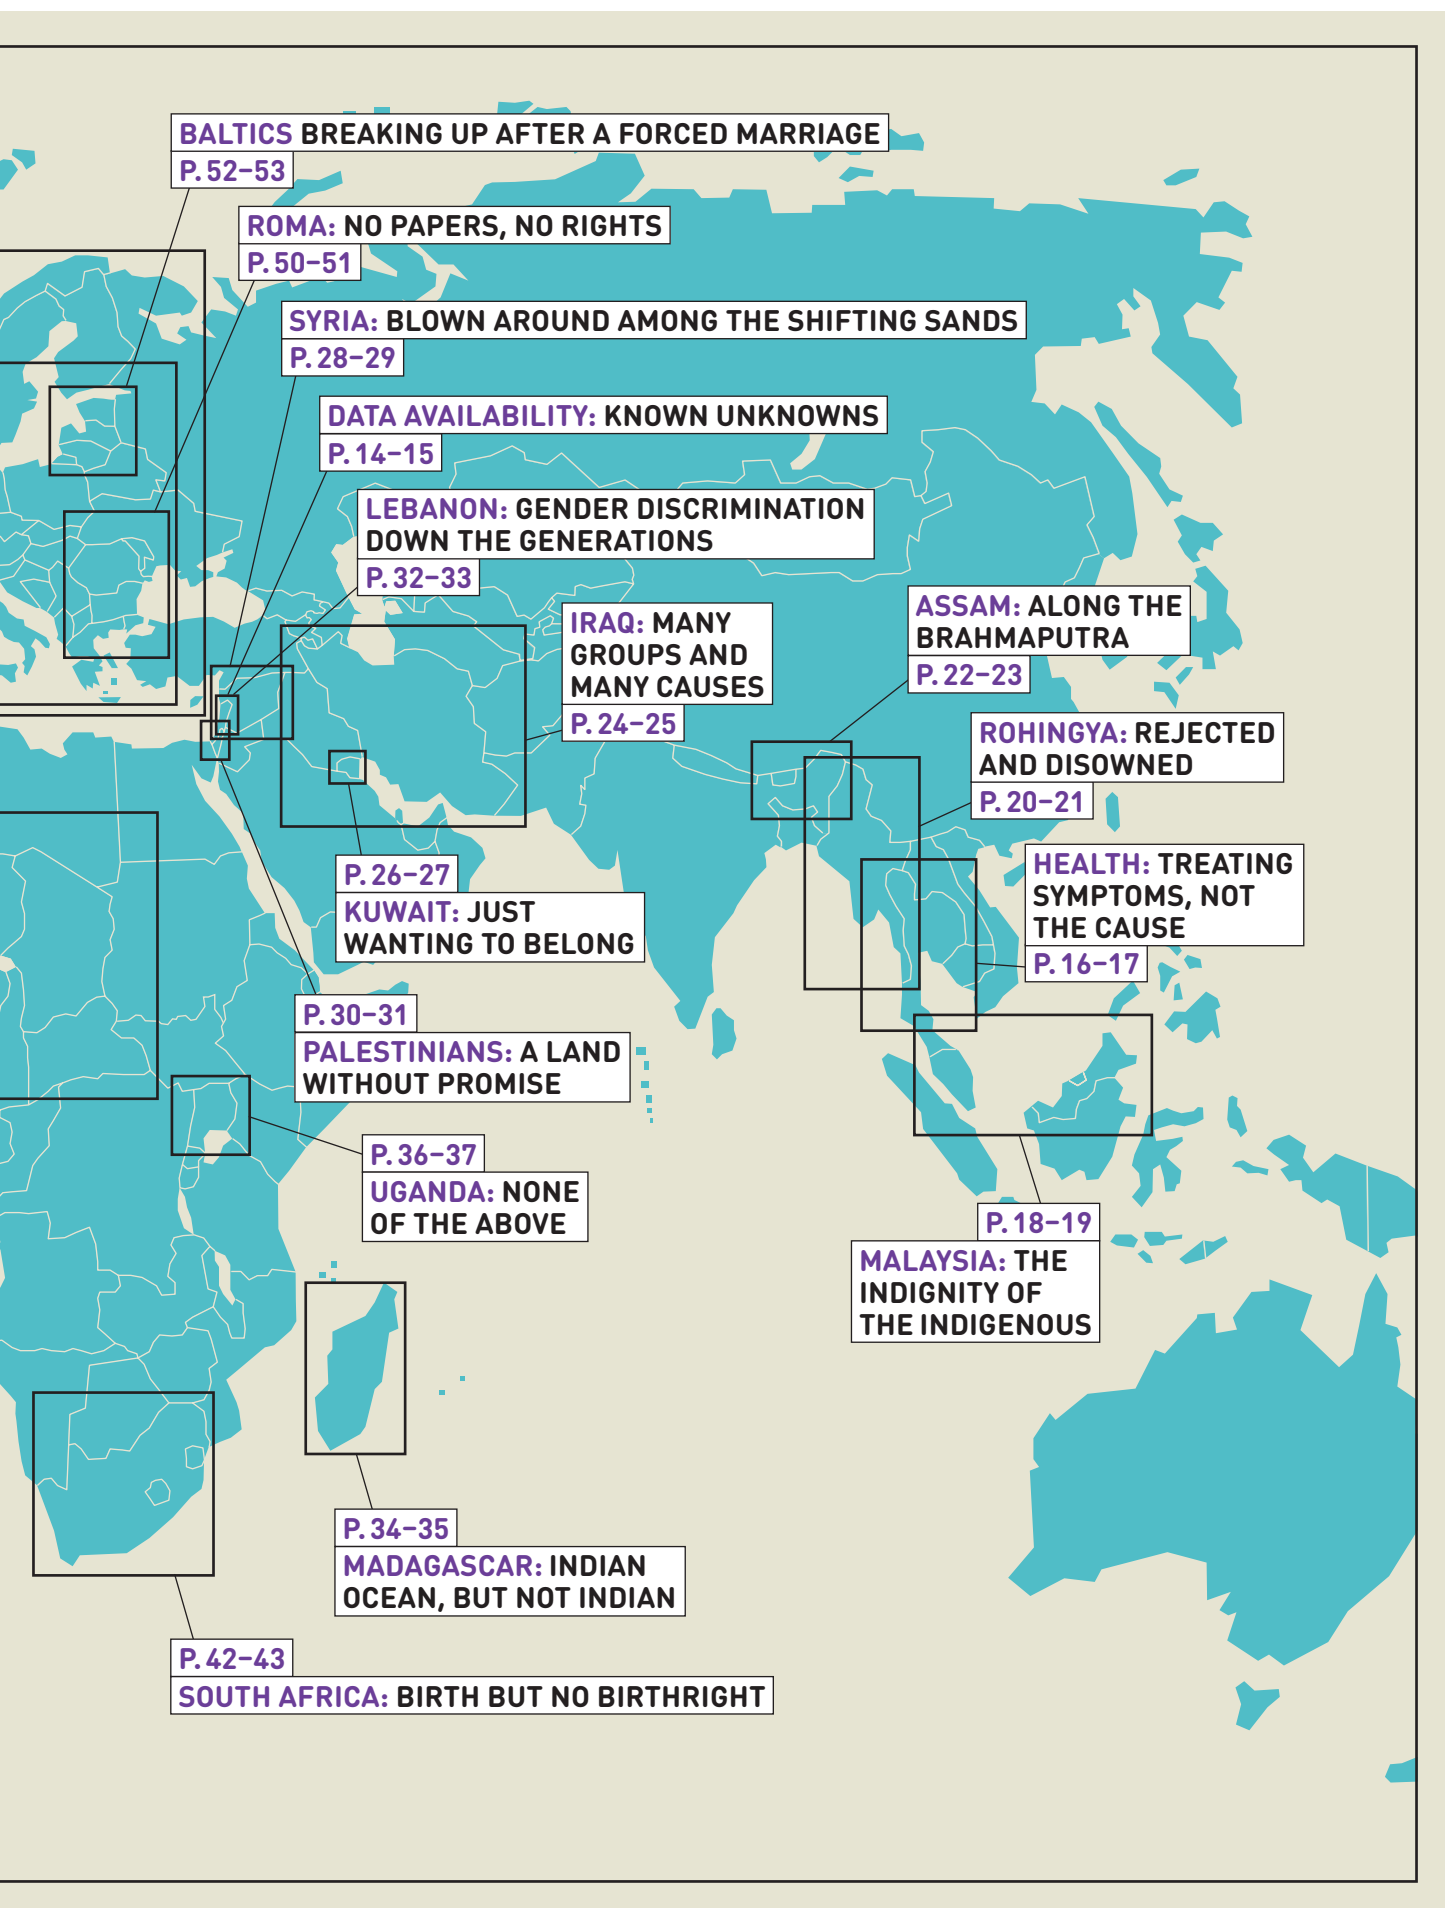 BALTICS BREAKING UP AFTER A FORCED MARRIAGE
P. 52–53
ROMA: NO PAPERS, NO RIGHTS
P. 50–51
SYRIA: BLOWN AROUND AMONG THE SHIFTING SANDS
P. 28–29
DATA AVAILABILITY: KNOWN UNKNOWNS
P. 14–15
LEBANON: GENDER DISCRIMINATION
DOWN THE GENERATIONS
P. 32–33
IRAQ: MANY
GROUPS AND
MANY CAUSES
P. 24–25
ASSAM: ALONG THE
BRAHMAPUTRA
P. 22–23
ROHINGYA: REJECTED
AND DISOWNED
P. 20–21
HEALTH: TREATING
SYMPTOMS, NOT
THE CAUSE
P. 16–17
P. 26–27
KUWAIT: JUST
WANTING TO BELONG
P. 30–31
PALESTINIANS: A LAND
WITHOUT PROMISE
P. 36–37
UGANDA: NONE
OF THE ABOVE
P. 18–19
MALAYSIA: THE
INDIGNITY OF
THE INDIGENOUS
P. 34–35
MADAGASCAR: INDIAN
OCEAN, BUT NOT INDIAN
P. 42–43
SOUTH AFRICA: BIRTH BUT NO BIRTHRIGHT